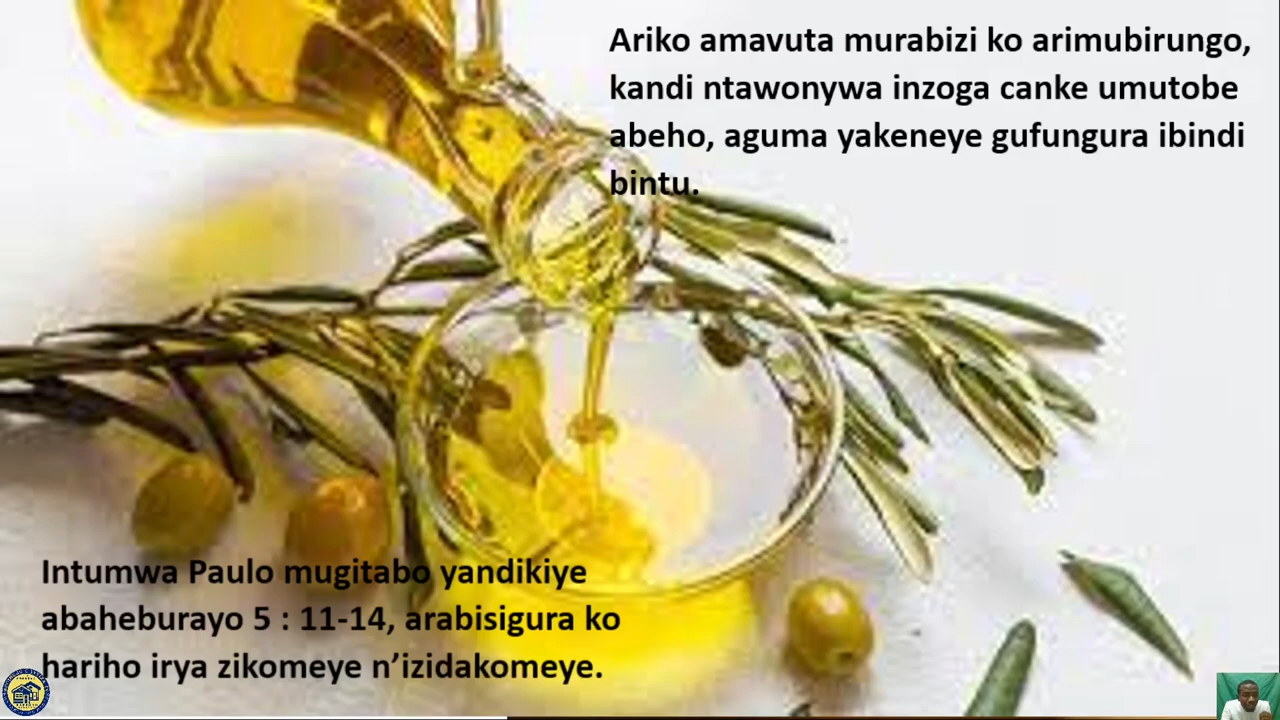 Ariko amavuta murabizi ko arimubirungo,
kandi ntawonywa inzoga canke umutobe
abeho, aguma yakeneye gufungura ibindi
bintu.
Intumwa Paulo mugitabo yandikiye
abaheburayo 5 : 11-14, arabisigura ko
hariho irya zikomeye n’izidakomeye.